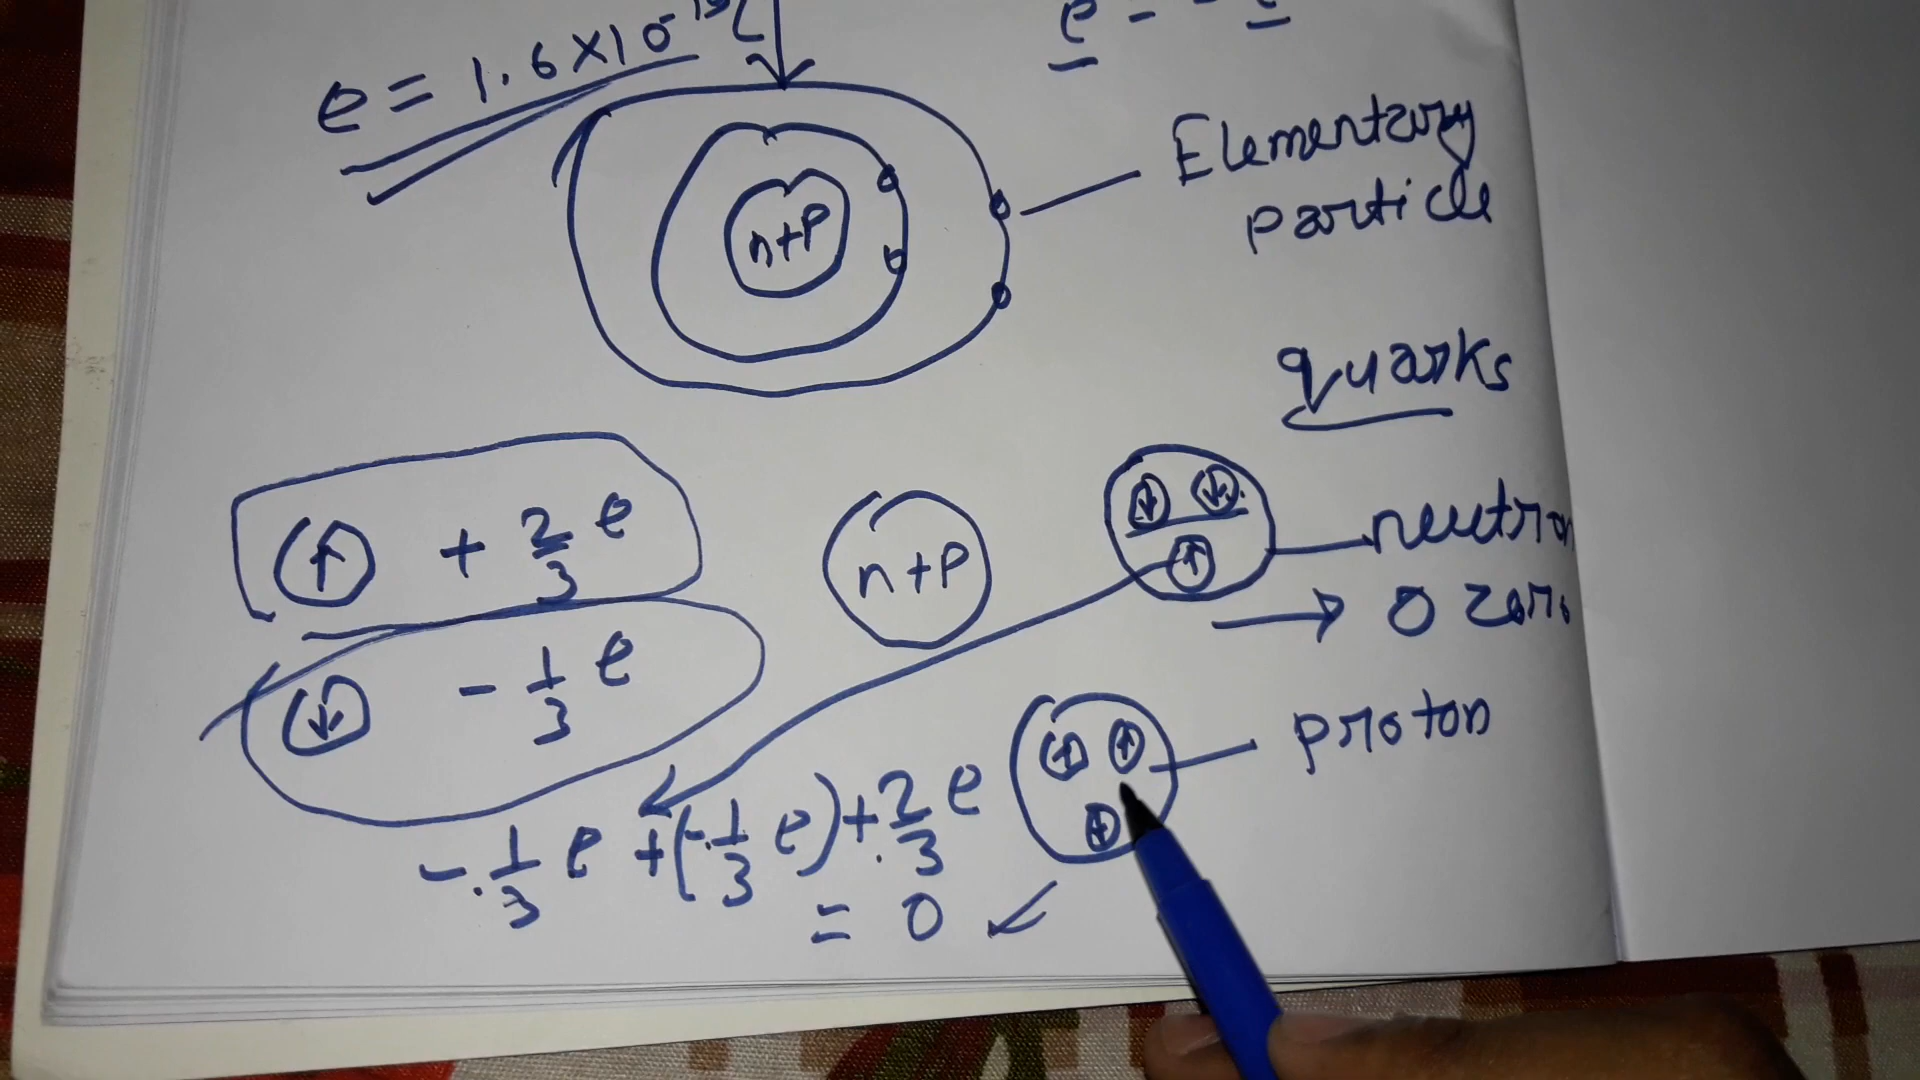 e = 1.6×10⁻¹⁹C
n+p
Elementary
particle
quarks
↑ + 2/3 e
n+p
↓ ↓
↑
neutron
→ 0 zero
↓ - 1/3 e
↑ ↑
↓
proton
- 1/3 e + (- 1/3 e) + 2/3 e
= 0 ✓